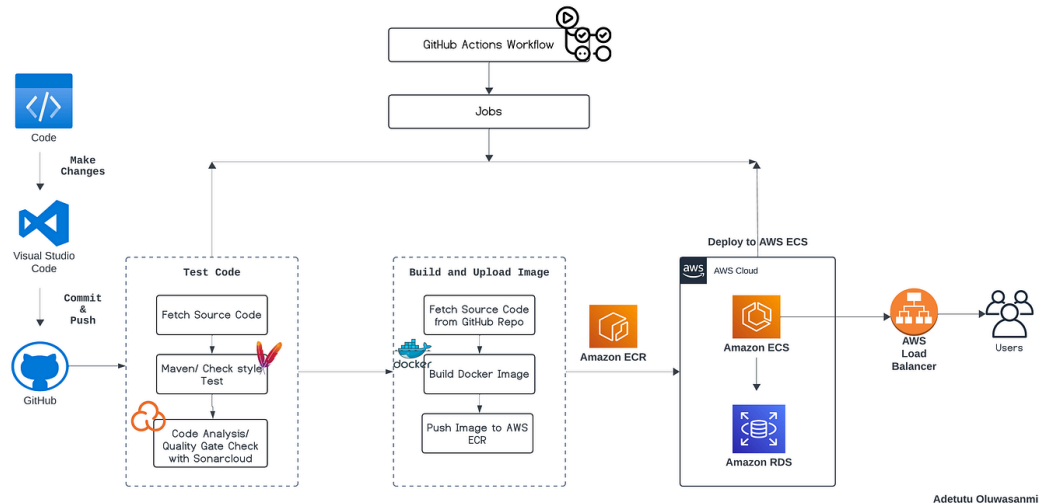 GitHub Actions Workflow
Jobs
Code
Make
Changes
Visual Studio
Code
Commit
&
Push
GitHub
Test Code
Fetch Source Code
Maven/ Check style
Test
Code Analysis/
Quality Gate Check
with Sonarcloud
Build and Upload Image
Fetch Source Code
from GitHub Repo
docker
Build Docker Image
Push Image to AWS
ECR
Amazon ECR
Deploy to AWS ECS
aws
AWS Cloud
Amazon ECS
Amazon RDS
AWS
Load
Balancer
Users
Adetutu Oluwasanmi